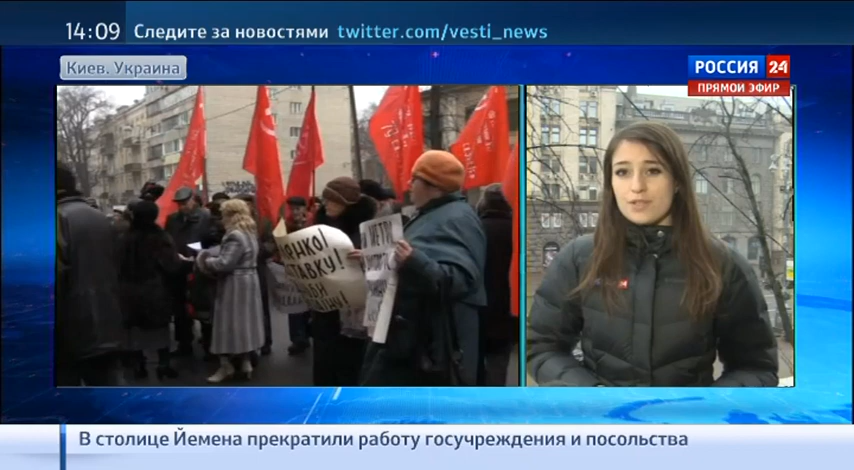 14:09 Следите за новостями twitter.com/vesti_news
Киев. Украина
РОССИЯ 24
ПРЯМОЙ ЭФИР
В столице Йемена прекратили работу госучреждения и посольства